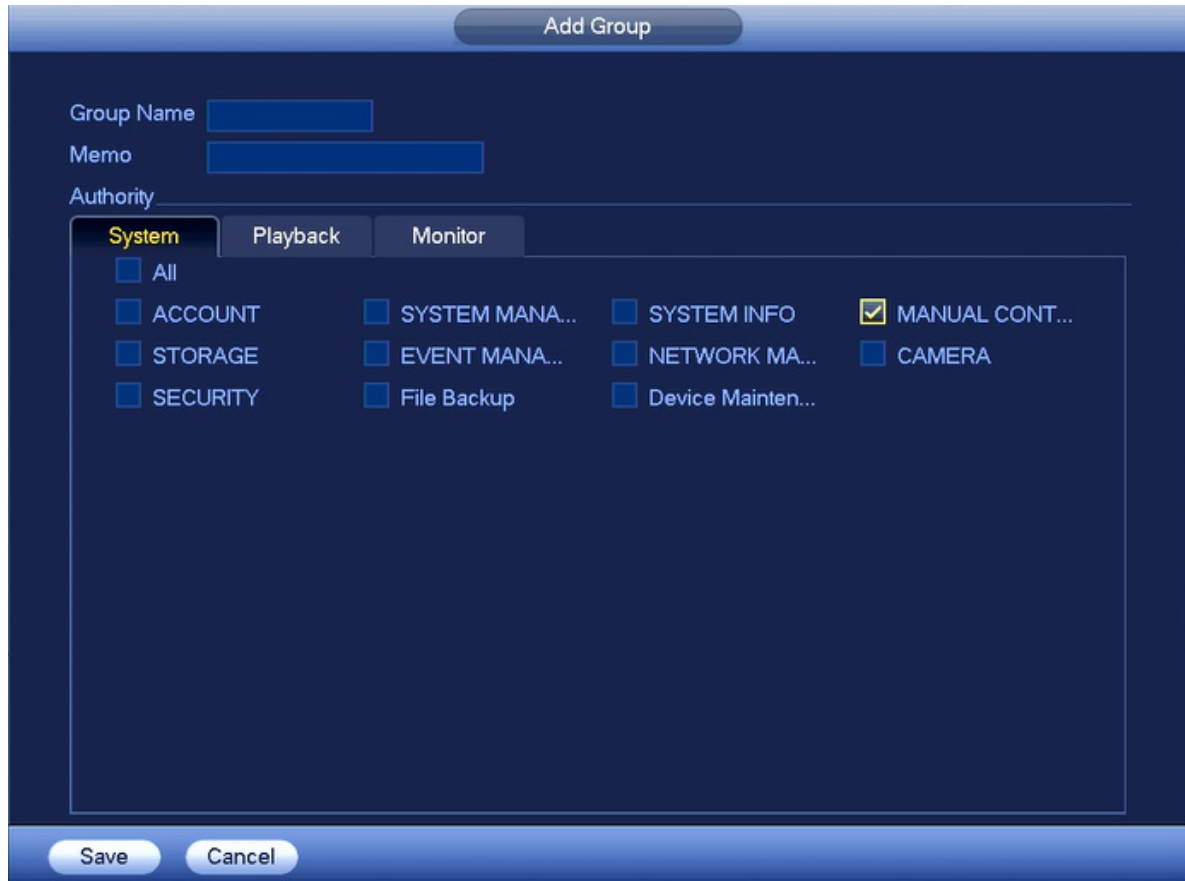 Add Group
Group Name
Memo
Authority
System Playback Monitor
All
ACCOUNT SYSTEM MANA... SYSTEM INFO MANUAL CONT...
STORAGE EVENT MANA... NETWORK MA... CAMERA
SECURITY File Backup Device Mainten...
Save Cancel